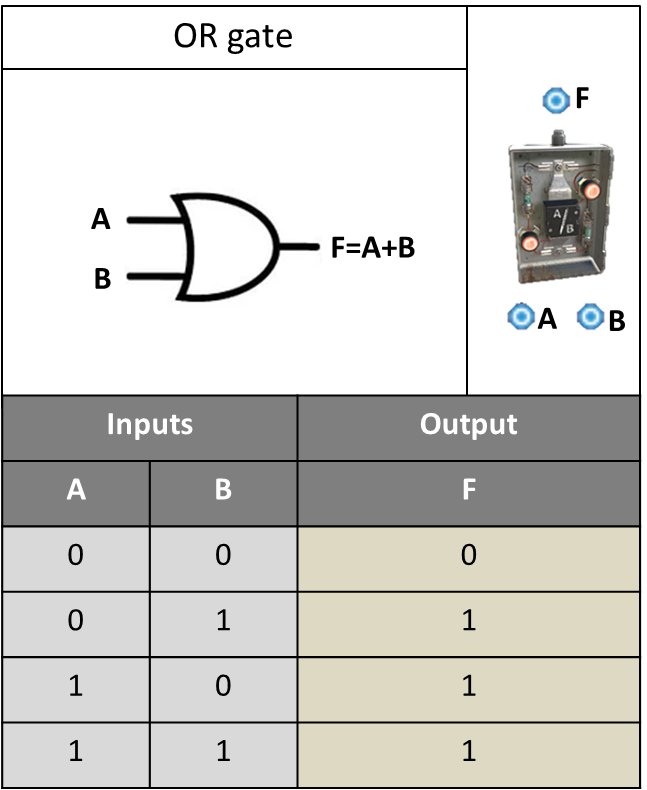 OR gate
F
A
F=A+B
B
A
B
A
B
Inputs Output
A B F
0 0 0
0 1 1
1 0 1
1 1 1